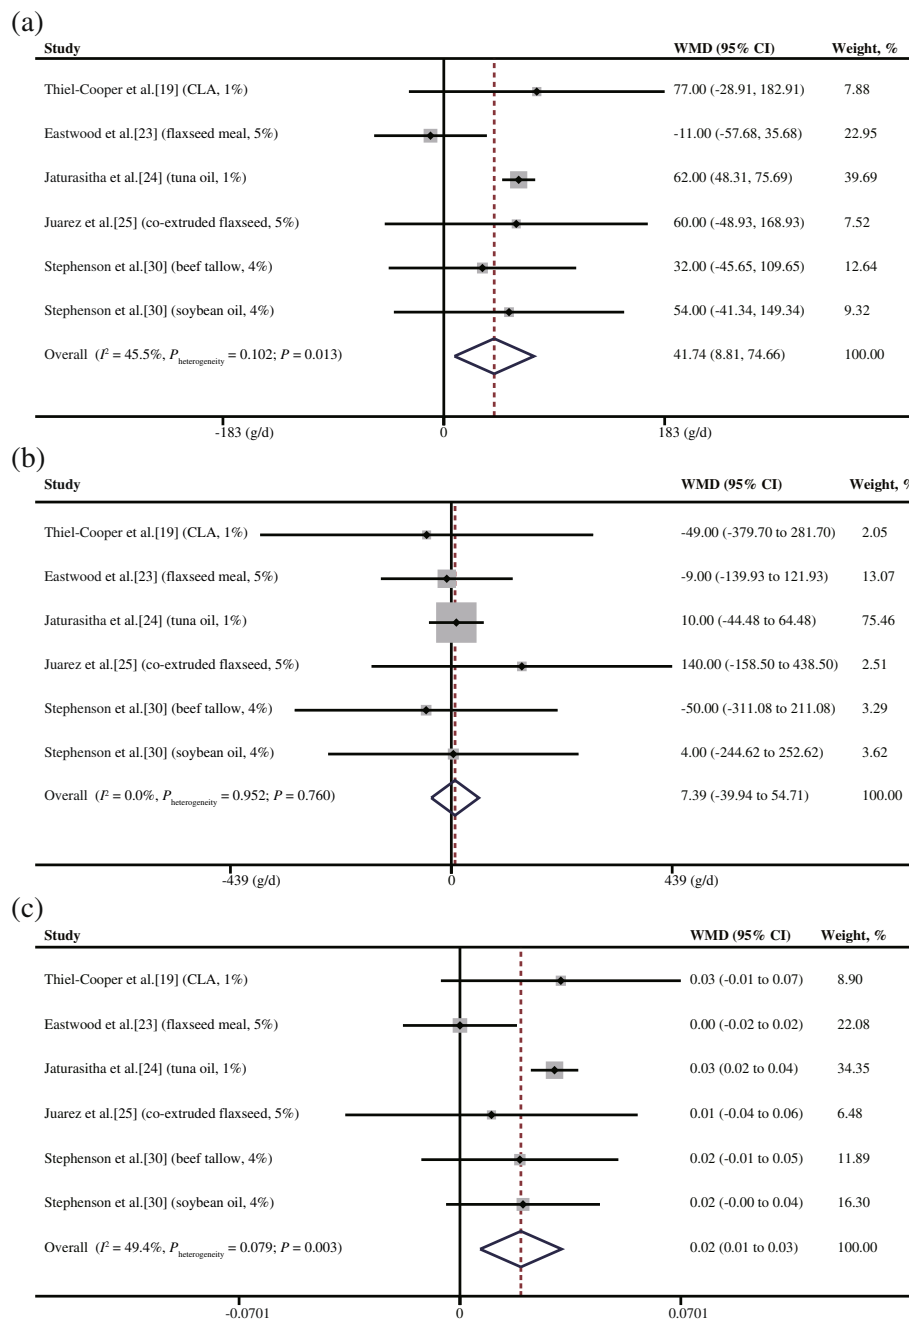 (a)
Study WMD (95% CI) Weight, %
Thiel-Cooper et al.[19] (CLA, 1%) 77.00 (-28.91, 182.91) 7.88
Eastwood et al.[23] (flaxseed meal, 5%) -11.00 (-57.68, 35.68) 22.95
Jaturasitha et al.[24] (tuna oil, 1%) 62.00 (48.31, 75.69) 39.69
Juarez et al.[25] (co-extruded flaxseed, 5%) 60.00 (-48.93, 168.93) 7.52
Stephenson et al.[30] (beef tallow, 4%) 32.00 (-45.65, 109.65) 12.64
Stephenson et al.[30] (soybean oil, 4%) 54.00 (-41.34, 149.34) 9.32
Overall (I² = 45.5%, Pheterogeneity = 0.102; P = 0.013) 41.74 (8.81, 74.66) 100.00
-183 (g/d) 0 183 (g/d)
(b)
Study WMD (95% CI) Weight, %
Thiel-Cooper et al.[19] (CLA, 1%) -49.00 (-379.70 to 281.70) 2.05
Eastwood et al.[23] (flaxseed meal, 5%) -9.00 (-139.93 to 121.93) 13.07
Jaturasitha et al.[24] (tuna oil, 1%) 10.00 (-44.48 to 64.48) 75.46
Juarez et al.[25] (co-extruded flaxseed, 5%) 140.00 (-158.50 to 438.50) 2.51
Stephenson et al.[30] (beef tallow, 4%) -50.00 (-311.08 to 211.08) 3.29
Stephenson et al.[30] (soybean oil, 4%) 4.00 (-244.62 to 252.62) 3.62
Overall (I² = 0.0%, Pheterogeneity = 0.952; P = 0.760) 7.39 (-39.94 to 54.71) 100.00
-439 (g/d) 0 439 (g/d)
(c)
Study WMD (95% CI) Weight, %
Thiel-Cooper et al.[19] (CLA, 1%) 0.03 (-0.01 to 0.07) 8.90
Eastwood et al.[23] (flaxseed meal, 5%) 0.00 (-0.02 to 0.02) 22.08
Jaturasitha et al.[24] (tuna oil, 1%) 0.03 (0.02 to 0.04) 34.35
Juarez et al.[25] (co-extruded flaxseed, 5%) 0.01 (-0.04 to 0.06) 6.48
Stephenson et al.[30] (beef tallow, 4%) 0.02 (-0.01 to 0.05) 11.89
Stephenson et al.[30] (soybean oil, 4%) 0.02 (-0.00 to 0.04) 16.30
Overall (I² = 49.4%, Pheterogeneity = 0.079; P = 0.003) 0.02 (0.01 to 0.03) 100.00
-0.0701 0 0.0701